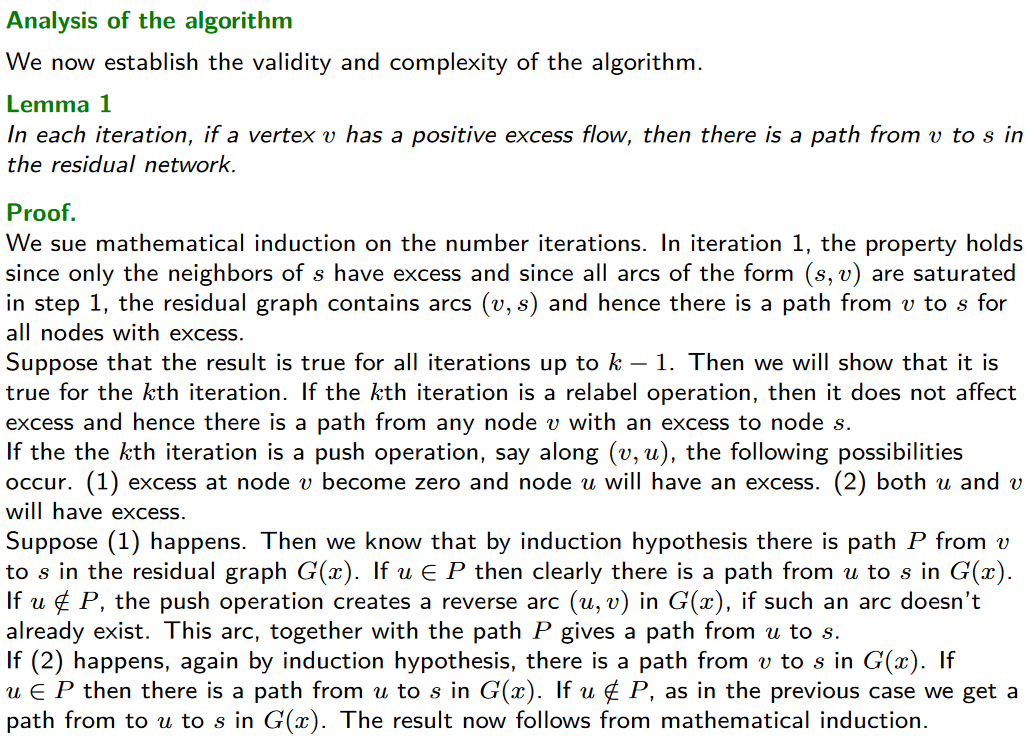 Analysis of the algorithm
We now establish the validity and complexity of the algorithm.
Lemma 1
In each iteration, if a vertex v has a positive excess flow, then there is a path from v to s in
the residual network.
Proof.
We sue mathematical induction on the number iterations. In iteration 1, the property holds
since only the neighbors of s have excess and since all arcs of the form (s, v) are saturated
in step 1, the residual graph contains arcs (v, s) and hence there is a path from v to s for
all nodes with excess.
Suppose that the result is true for all iterations up to k − 1. Then we will show that it is
true for the kth iteration. If the kth iteration is a relabel operation, then it does not affect
excess and hence there is a path from any node v with an excess to node s.
If the the kth iteration is a push operation, say along (v, u), the following possibilities
occur. (1) excess at node v become zero and node u will have an excess. (2) both u and v
will have excess.
Suppose (1) happens. Then we know that by induction hypothesis there is path P from v
to s in the residual graph G(x). If u ∈ P then clearly there is a path from u to s in G(x).
If u ∉ P, the push operation creates a reverse arc (u, v) in G(x), if such an arc doesn't
already exist. This arc, together with the path P gives a path from u to s.
If (2) happens, again by induction hypothesis, there is a path from v to s in G(x). If
u ∈ P then there is a path from u to s in G(x). If u ∉ P, as in the previous case we get a
path from to u to s in G(x). The result now follows from mathematical induction.